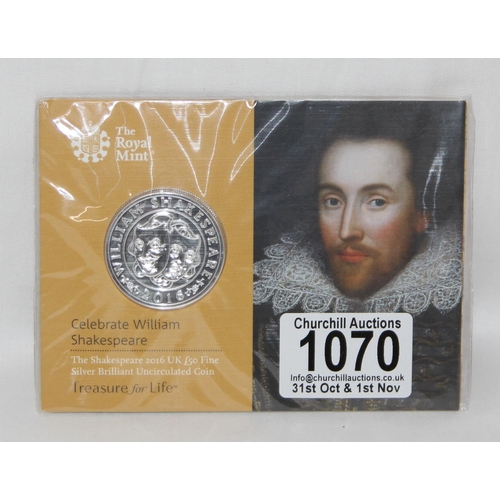 The
Royal
Mint
WILLIAM SHAKESPEARE
2016
Celebrate William
Shakespeare
The Shakespeare 2016 UK £50 Fine
Silver Brilliant Uncirculated Coin
Treasure for Life™
Churchill Auctions
1070
Info@churchillauctions.co.uk
31st Oct & 1st Nov